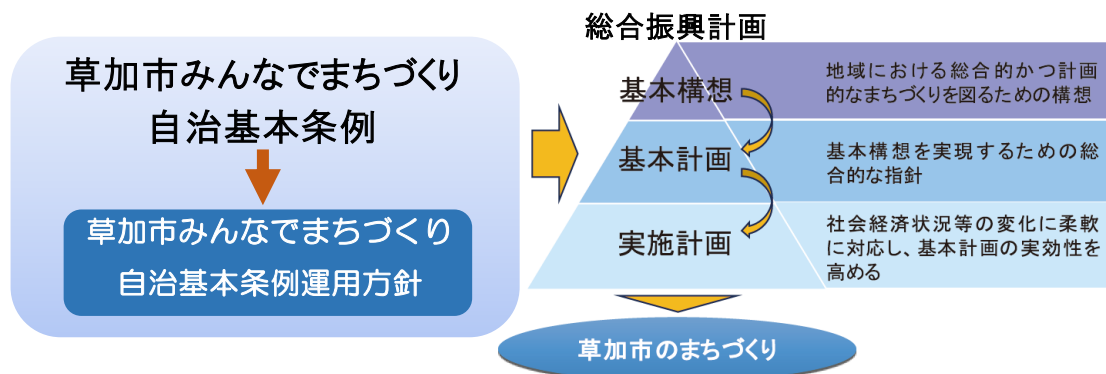 草加市みんなでまちづくり
自治基本条例
草加市みんなでまちづくり
自治基本条例運用方針
総合振興計画
基本構想
地域における総合的かつ計画
的なまちづくりを図るための構想
基本計画
基本構想を実現するための総
合的な指針
実施計画
社会経済状況等の変化に柔軟
に対応し、基本計画の実効性を
高める
草加市のまちづくり